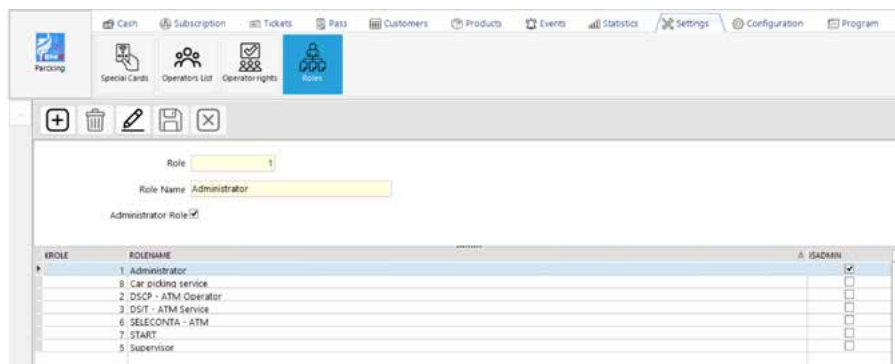 Cash Subscription Tickets Pass Customers Products Events Statistics Settings Configuration Program
Parcking
Special Cards Operators List Operator rights Roles
Role 1
Role Name Administrator
Administrator Role
KROLE ROLENAME ISADMIN
1 Administrator
8 Car picking service
2 DSCP - ATM Operator
3 DSIT - ATM Service
6 SELECONTA - ATM
7 START
5 Supervisor